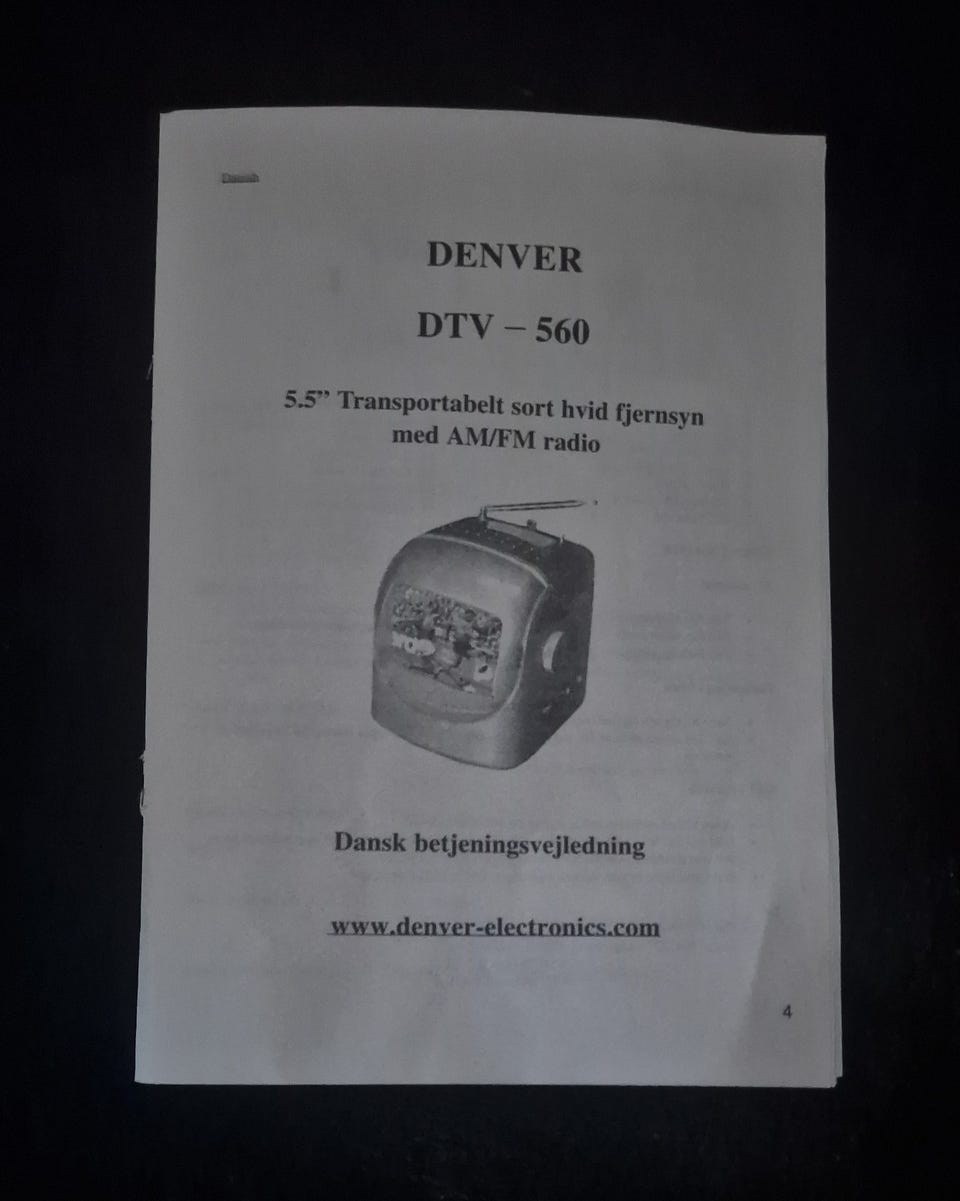 Dansk
DENVER
DTV – 560
5.5” Transportabelt sort hvid fjernsyn
med AM/FM radio
Dansk betjeningsvejledning
www.denver-electronics.com
4